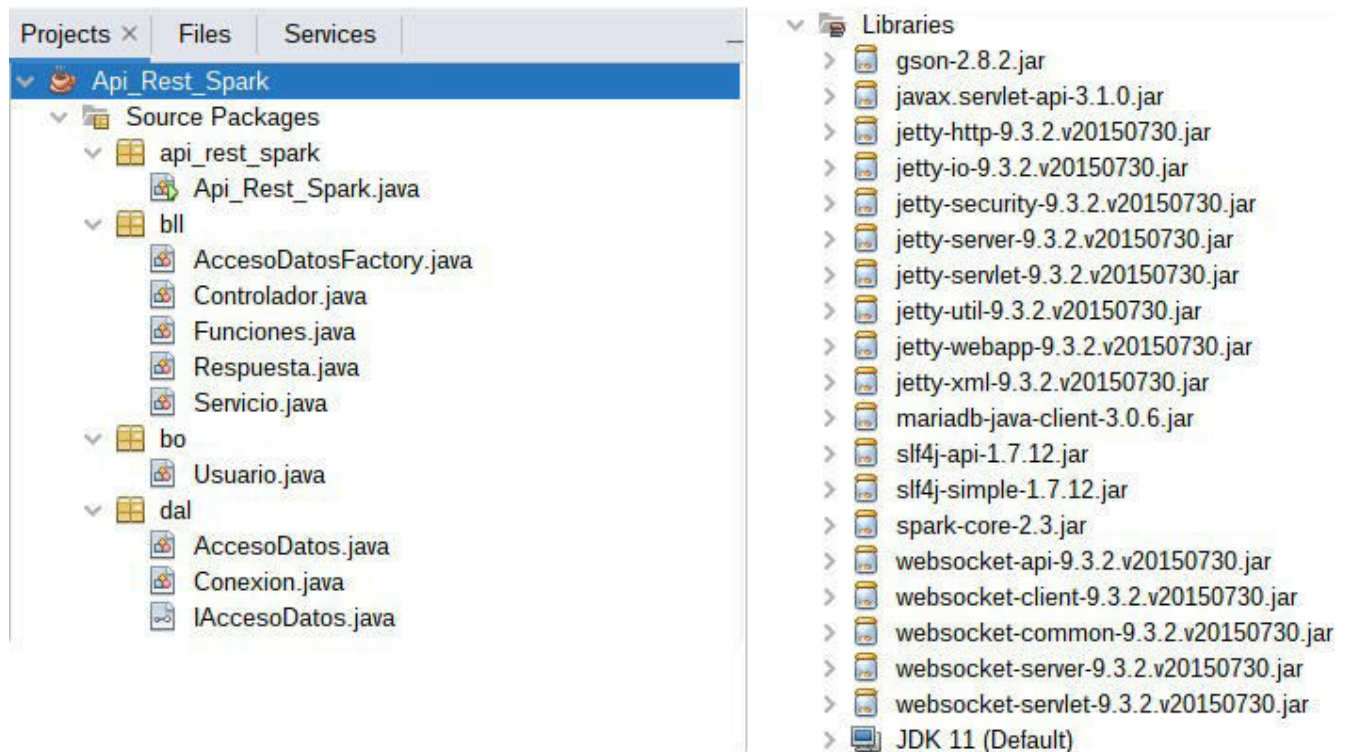 Projects × Files Services
Api_Rest_Spark
Source Packages
api_rest_spark
Api_Rest_Spark.java
bll
AccesoDatosFactory.java
Controlador.java
Funciones.java
Respuesta.java
Servicio.java
bo
Usuario.java
dal
AccesoDatos.java
Conexion.java
IAccesoDatos.java
Libraries
gson-2.8.2.jar
javax.servlet-api-3.1.0.jar
jetty-http-9.3.2.v20150730.jar
jetty-io-9.3.2.v20150730.jar
jetty-security-9.3.2.v20150730.jar
jetty-server-9.3.2.v20150730.jar
jetty-servlet-9.3.2.v20150730.jar
jetty-util-9.3.2.v20150730.jar
jetty-webapp-9.3.2.v20150730.jar
jetty-xml-9.3.2.v20150730.jar
mariadb-java-client-3.0.6.jar
slf4j-api-1.7.12.jar
slf4j-simple-1.7.12.jar
spark-core-2.3.jar
websocket-api-9.3.2.v20150730.jar
websocket-client-9.3.2.v20150730.jar
websocket-common-9.3.2.v20150730.jar
websocket-server-9.3.2.v20150730.jar
websocket-servlet-9.3.2.v20150730.jar
JDK 11 (Default)